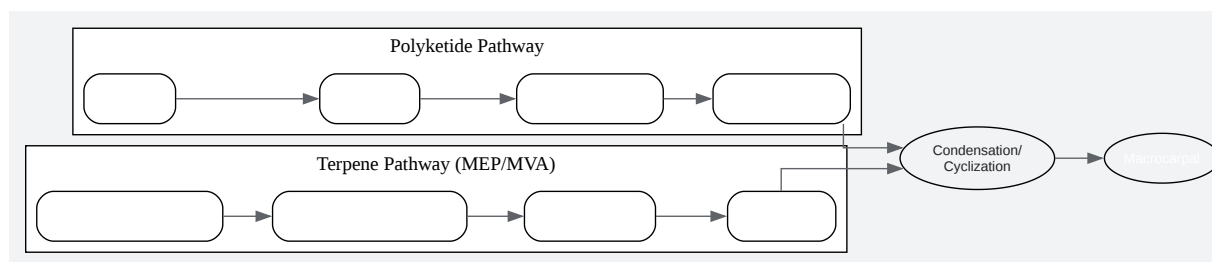 Polyketide Pathway
Terpene Pathway (MEP/MVA)
Condensation/
Cyclization
Macrocarpal